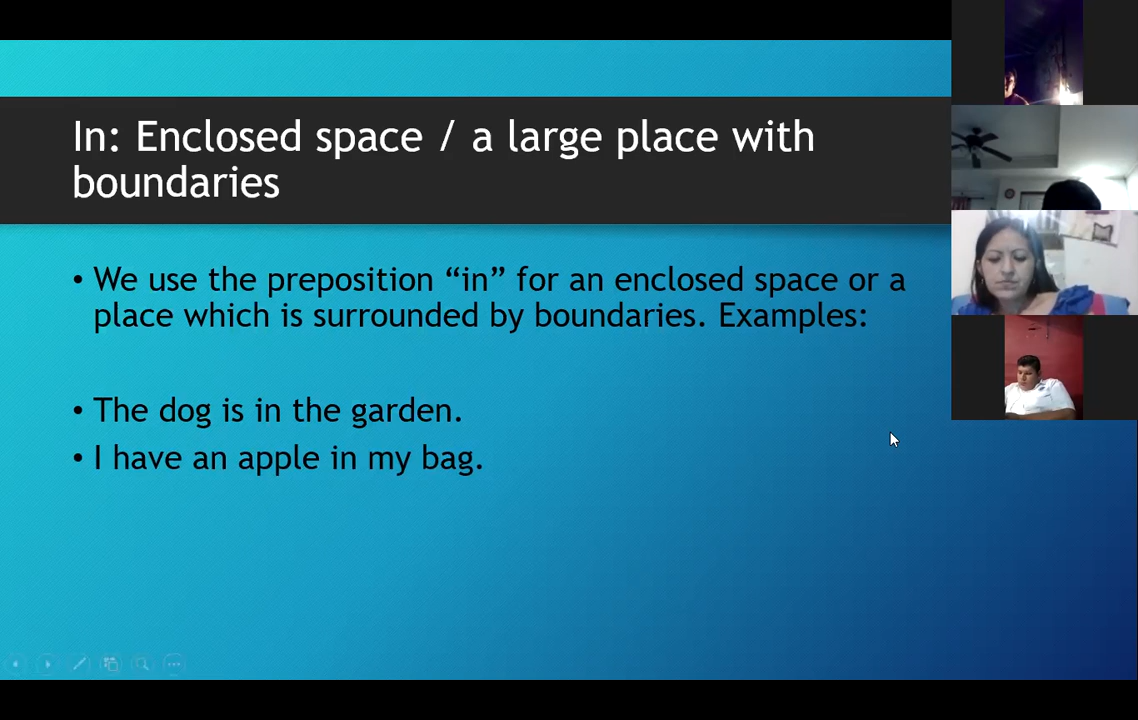 In: Enclosed space / a large place with
boundaries
• We use the preposition “in” for an enclosed space or a
place which is surrounded by boundaries. Examples:
• The dog is in the garden.
• I have an apple in my bag.